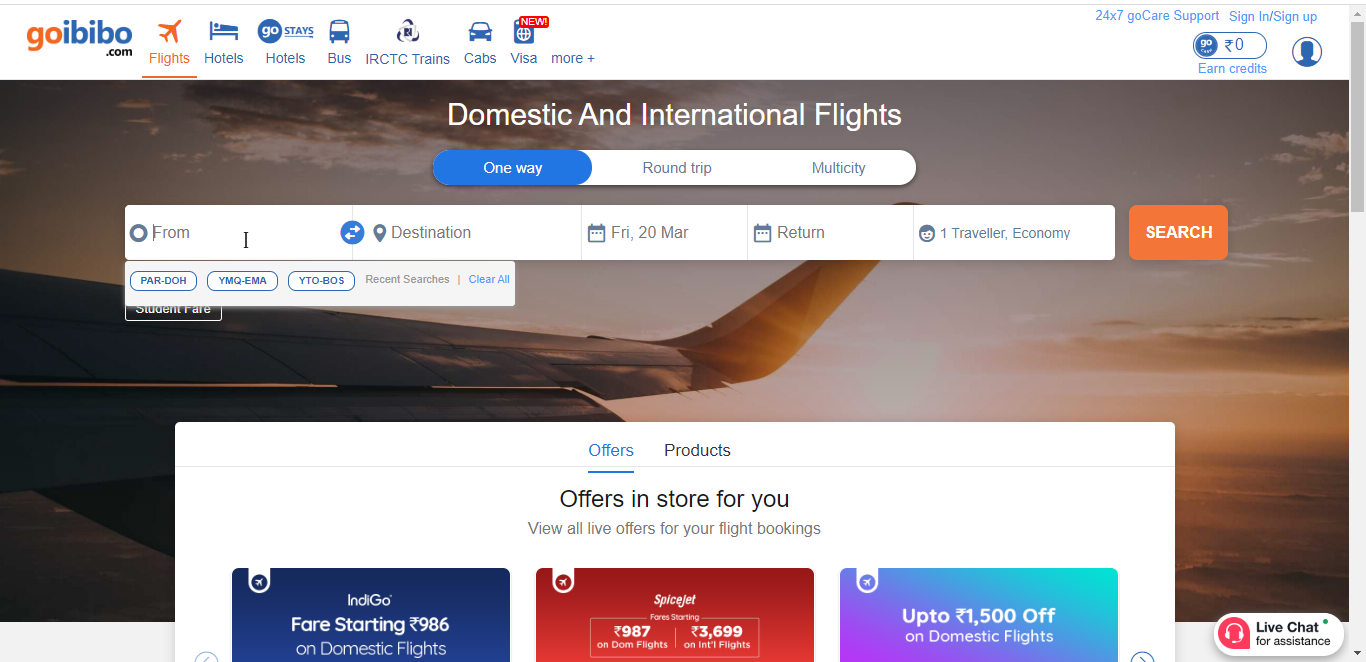 goibibo
.com
Flights
Hotels
go STAYS
Hotels
Bus
IRCTC Trains
Cabs
NEW!
Visa
more +
24x7 goCare Support
Sign In/Sign up
go
₹0
Earn credits
Domestic And International Flights
One way
Round trip
Multicity
From
Destination
Fri, 20 Mar
Return
1 Traveller, Economy
SEARCH
PAR-DOH
YMQ-EMA
YTO-BOS
Recent Searches | Clear All
Student Fare
Offers
Products
Offers in store for you
View all live offers for your flight bookings
IndiGo
Fare Starting ₹986
on Domestic Flights
SpiceJet
Fares Starting
₹987
on Dom Flights
₹3,699
on Int'l Flights
Upto ₹1,500 Off
on Domestic Flights
Live Chat
for assistance